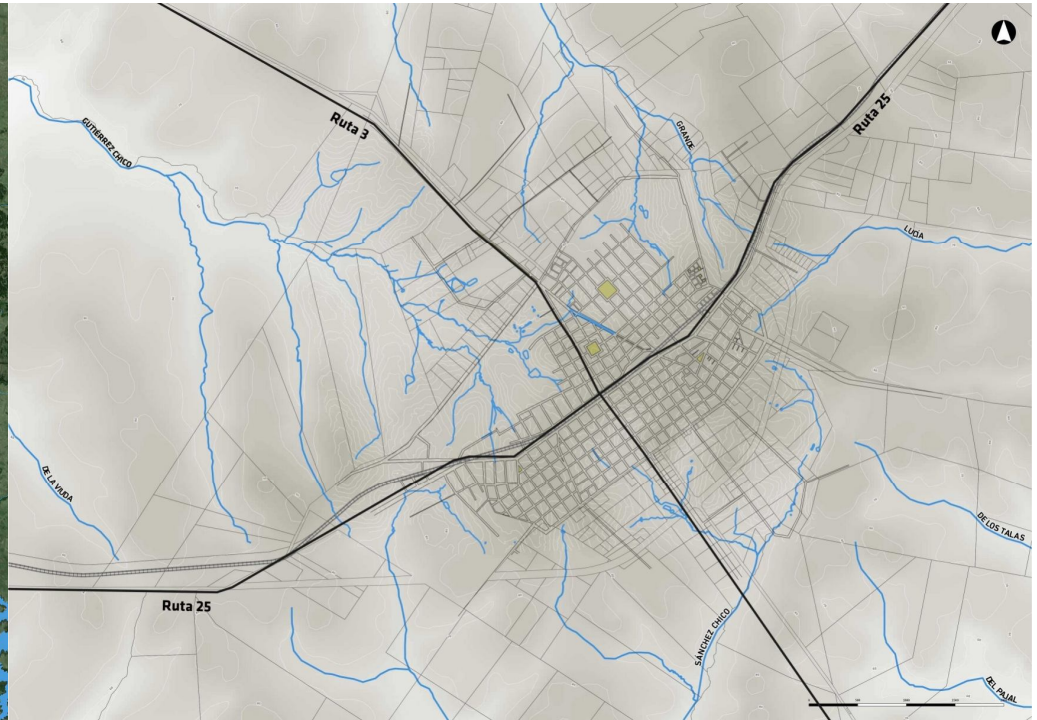 GUTIÉRREZ CHICO
Ruta 3
GRANDE
Ruta 25
LUCIA
DE LA VIUDA
DE LOS TALAS
Ruta 25
SÁNCHEZ CHICO
DEL PAJAL